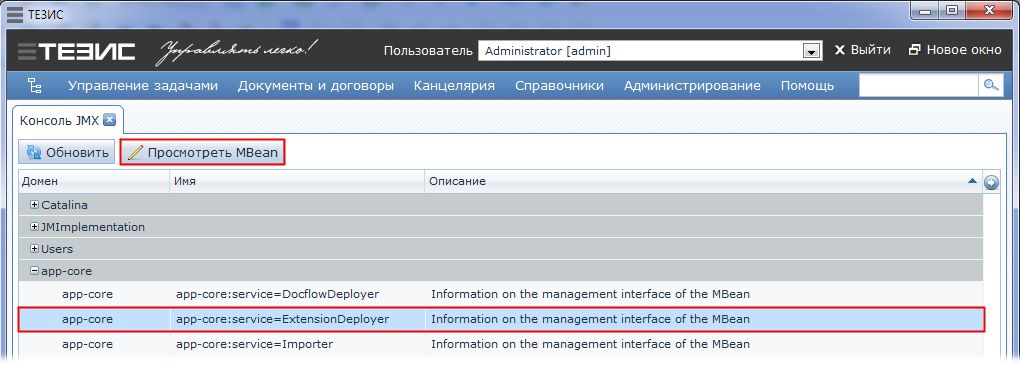 ТЕЗИС
ТЕЗИС Управлять легко! Пользователь Administrator [admin] Выйти Новое окно
Управление задачами Документы и договоры Канцелярия Справочники Администрирование Помощь
Консоль JMX
Обновить Просмотреть MBean
Домен Имя Описание
Catalina
JMImplementation
Users
app-core
app-core app-core:service=DocflowDeployer Information on the management interface of the MBean
app-core app-core:service=ExtensionDeployer Information on the management interface of the MBean
app-core app-core:service=Importer Information on the management interface of the MBean